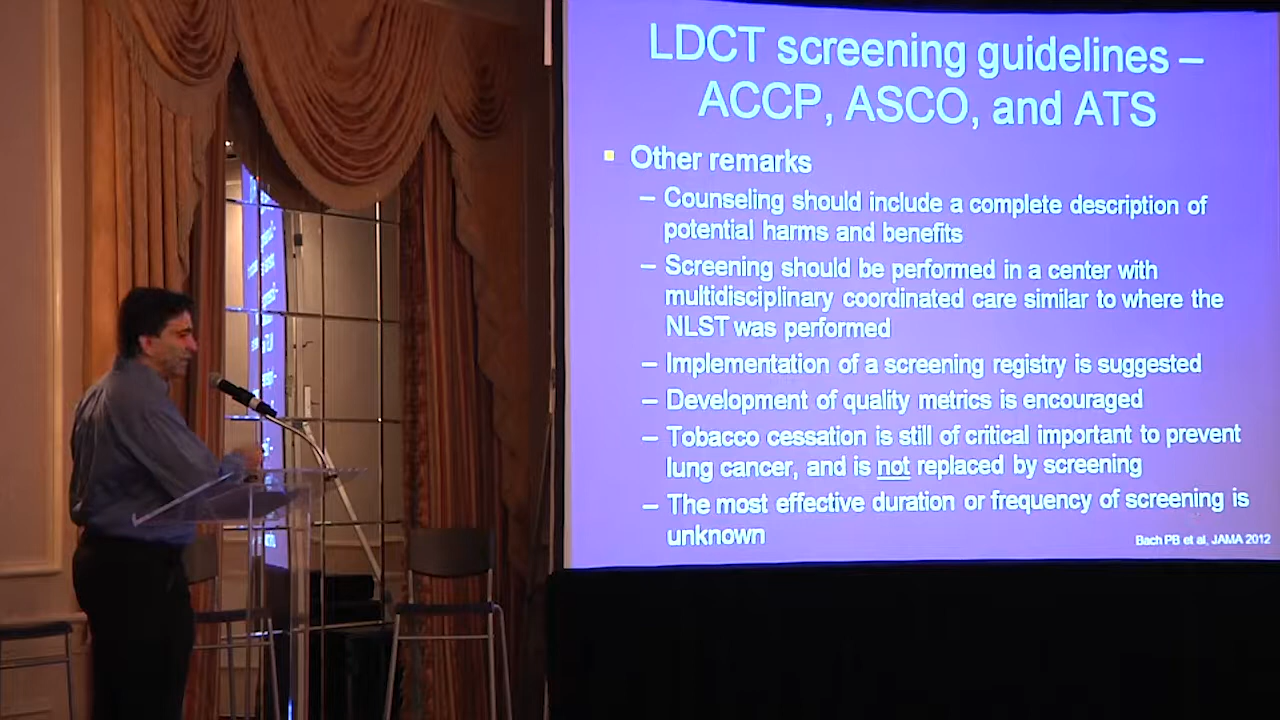 LDCT screening guidelines –
ACCP, ASCO, and ATS
Other remarks
– Counseling should include a complete description of
potential harms and benefits
– Screening should be performed in a center with
multidisciplinary coordinated care similar to where the
NLST was performed
– Implementation of a screening registry is suggested
– Development of quality metrics is encouraged
– Tobacco cessation is still of critical important to prevent
lung cancer, and is not replaced by screening
– The most effective duration or frequency of screening is
unknown
Bach PB et al, JAMA 2012